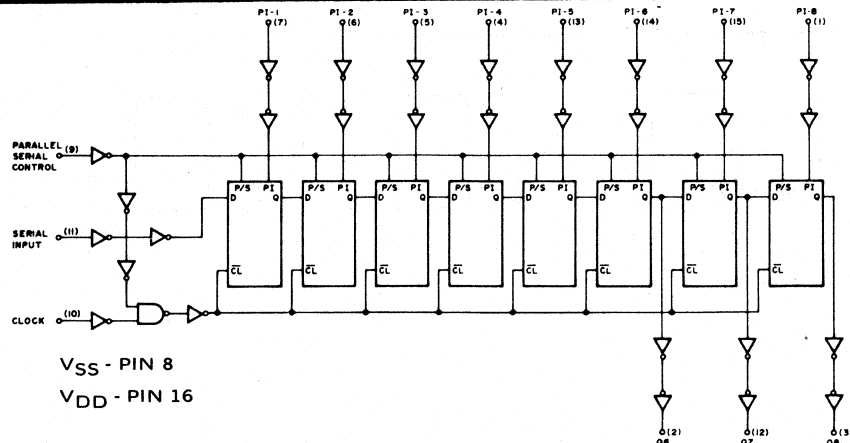 PI-1 PI-2 PI-3 PI-4 PI-5 PI-6 PI-7 PI-8
(7) (6) (5) (4) (13) (14) (15) (1)
PARALLEL (9)
SERIAL
CONTROL
P/S PI P/S PI P/S PI P/S PI P/S PI P/S PI P/S PI P/S PI
D Q D Q D Q D Q D Q D Q D Q D Q
SERIAL (11)
INPUT
CL CL CL CL CL CL CL CL
CLOCK (10)
VSS - PIN 8
VDD - PIN 16
(2) (12) (3
Q6 Q7 Q8